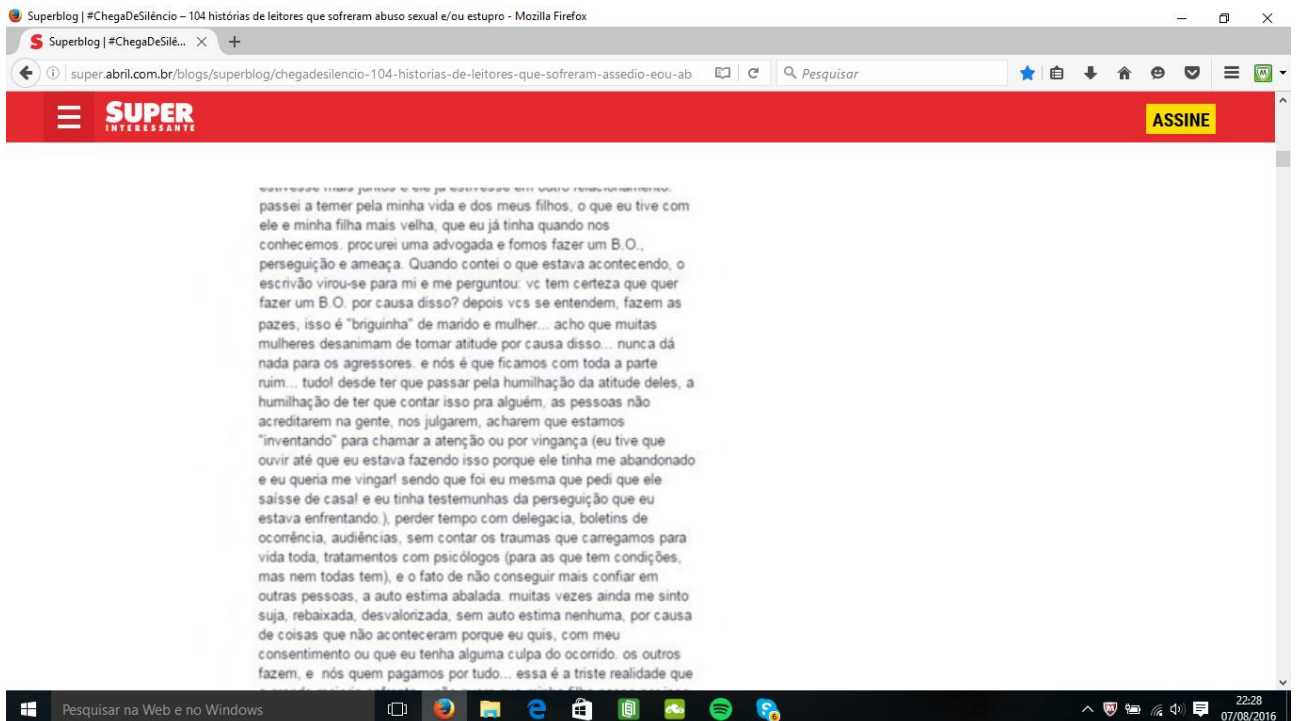 Superblog | #ChegaDeSilêncio – 104 histórias de leitores que sofreram abuso sexual e/ou estupro - Mozilla Firefox
Superblog | #ChegaDeSilê...
super.abril.com.br/blogs/superblog/chegadesilencio-104-historias-de-leitores-que-sofreram-assedio-eou-ab
Pesquisar
SUPER
INTERESSANTE
ASSINE
estivesse mais juntos e ele já estivesse em outro relacionamento.
passei a temer pela minha vida e dos meus filhos, o que eu tive com
ele e minha filha mais velha, que eu já tinha quando nos
conhecemos. procurei uma advogada e fomos fazer um B.O.,
perseguição e ameaça. Quando contei o que estava acontecendo, o
escrivão virou-se para mi e me perguntou: vc tem certeza que quer
fazer um B.O. por causa disso? depois vcs se entendem, fazem as
pazes, isso é "briguinha" de marido e mulher... acho que muitas
mulheres desanimam de tomar atitude por causa disso... nunca dá
nada para os agressores. e nós é que ficamos com toda a parte
ruim... tudo! desde ter que passar pela humilhação da atitude deles, a
humilhação de ter que contar isso pra alguém, as pessoas não
acreditarem na gente, nos julgarem, acharem que estamos
"inventando" para chamar a atenção ou por vingança (eu tive que
ouvir até que eu estava fazendo isso porque ele tinha me abandonado
e eu queria me vingar! sendo que foi eu mesma que pedi que ele
saísse de casa! e eu tinha testemunhas da perseguição que eu
estava enfrentando.), perder tempo com delegacia, boletins de
ocorrência, audiências, sem contar os traumas que carregamos para
vida toda, tratamentos com psicólogos (para as que tem condições,
mas nem todas tem), e o fato de não conseguir mais confiar em
outras pessoas, a auto estima abalada. muitas vezes ainda me sinto
suja, rebaixada, desvalorizada, sem auto estima nenhuma, por causa
de coisas que não aconteceram porque eu quis, com meu
consentimento ou que eu tenha alguma culpa do ocorrido. os outros
fazem, e nós quem pagamos por tudo... essa é a triste realidade que
Pesquisar na Web e no Windows
22:28
07/08/2016